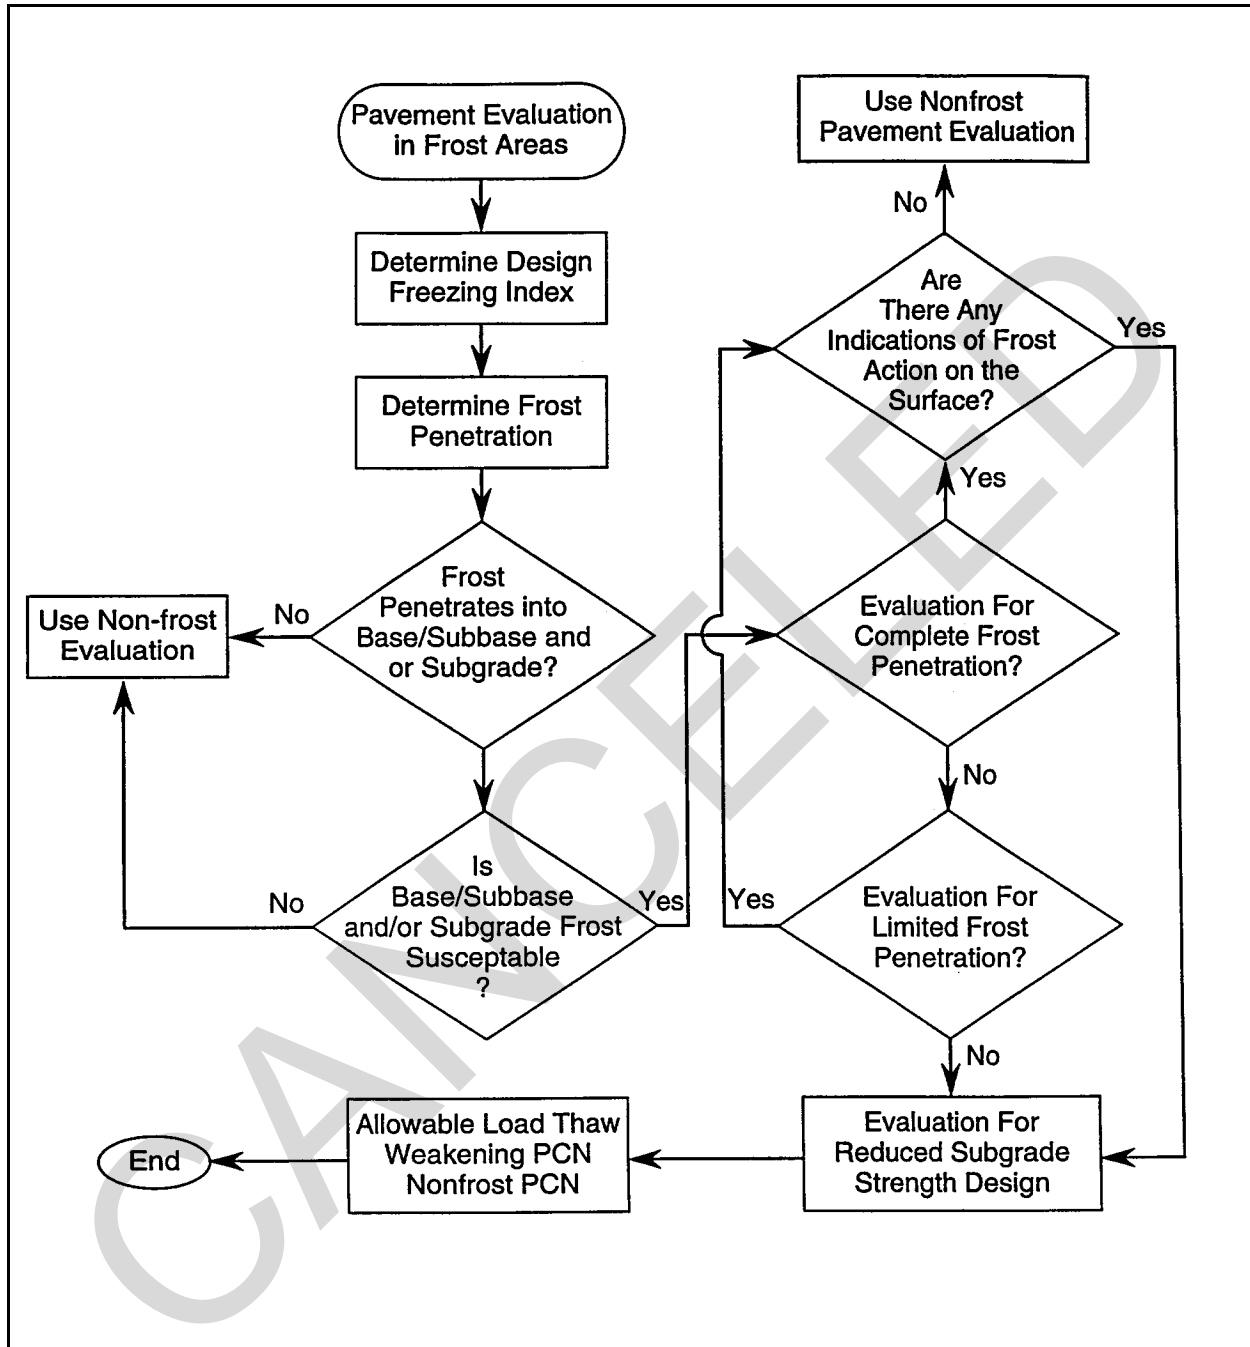 Pavement Evaluation
in Frost Areas
Determine Design
Freezing Index
Determine Frost
Penetration
Frost
Penetrates into
Base/Subbase and
or Subgrade?
No
Use Non-frost
Evaluation
Is
Base/Subbase
and/or Subgrade Frost
Susceptable
?
No
Yes
Use Nonfrost
Pavement Evaluation
No
Are
There Any
Indications of Frost
Action on the
Surface?
Yes
Yes
Evaluation For
Complete Frost
Penetration?
No
Evaluation For
Limited Frost
Penetration?
Yes
No
Evaluation For
Reduced Subgrade
Strength Design
Allowable Load Thaw
Weakening PCN
Nonfrost PCN
End
CANCELED